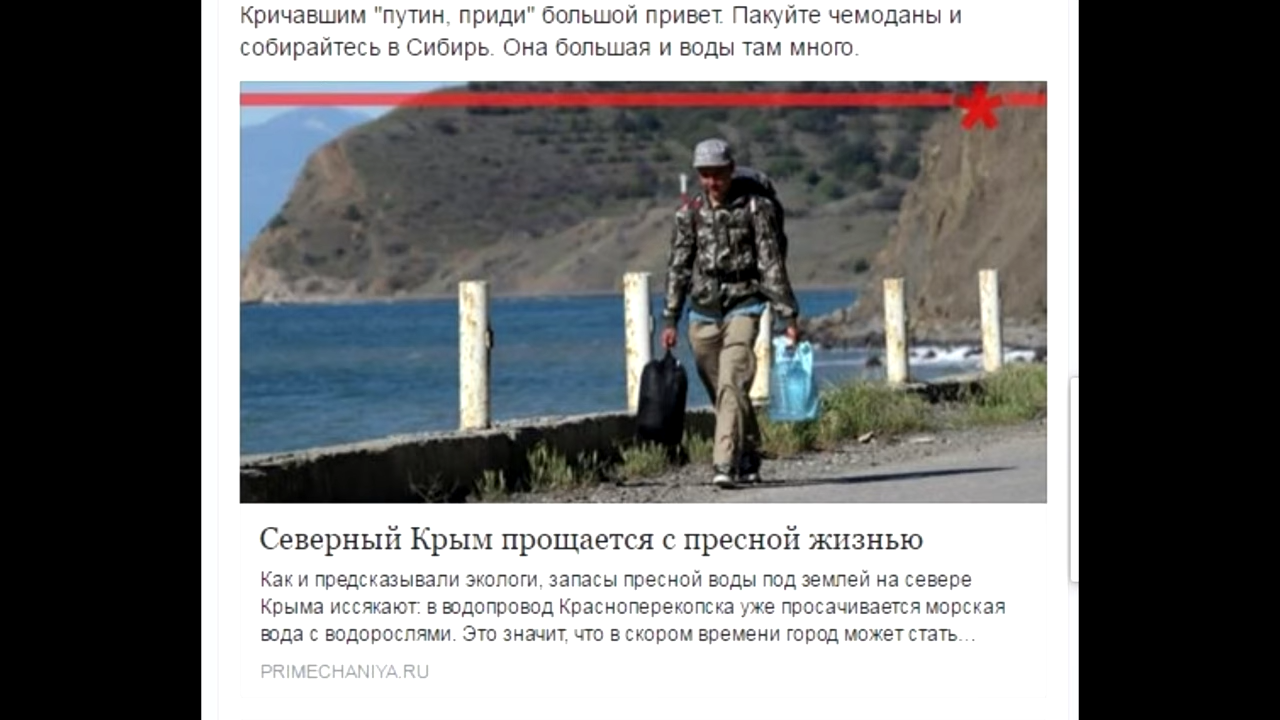 Кричавшим "путин, приди" большой привет. Пакуйте чемоданы и
собирайтесь в Сибирь. Она большая и воды там много.
Северный Крым прощается с пресной жизнью
Как и предсказывали экологи, запасы пресной воды под землей на севере
Крыма иссякают: в водопровод Красноперекопска уже просачивается морская
вода с водорослями. Это значит, что в скором времени город может стать...
PRIMECHANIYA.RU